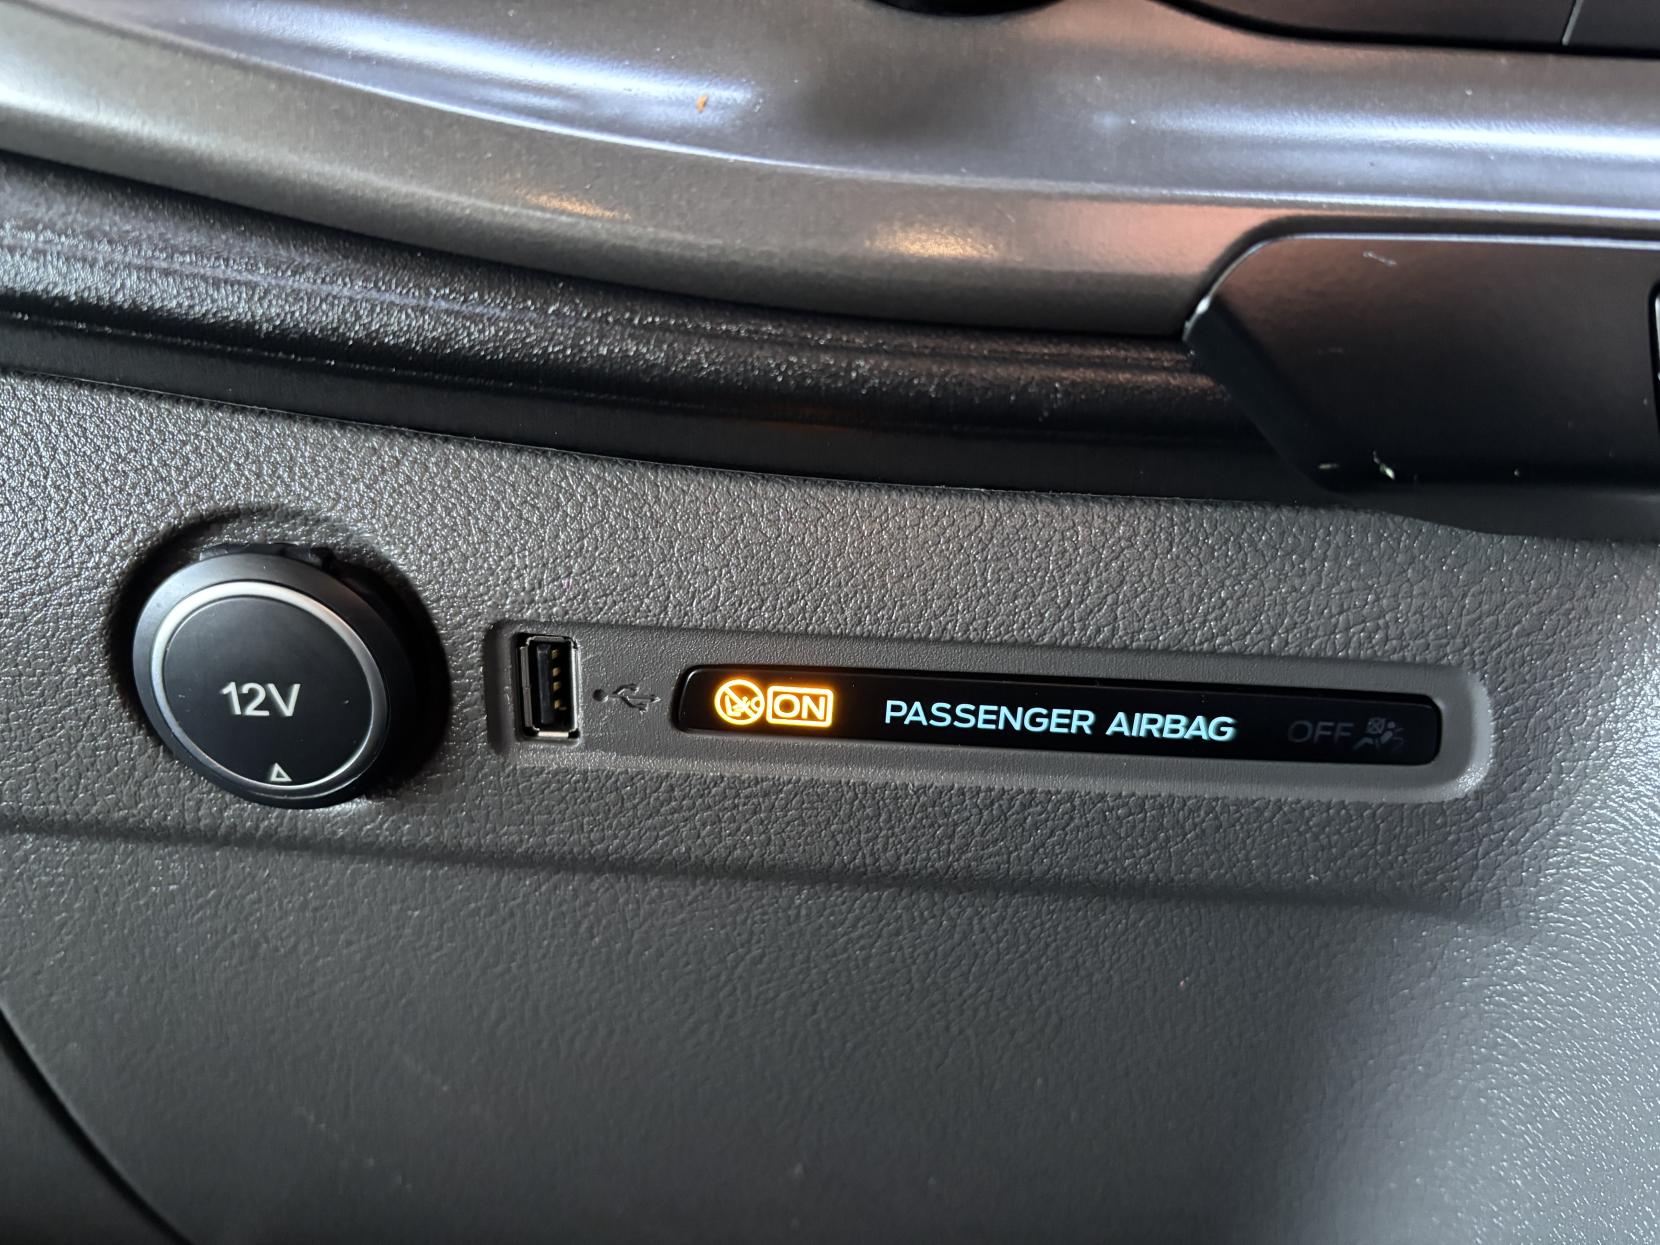 12V
ON PASSENGER AIRBAG OFF